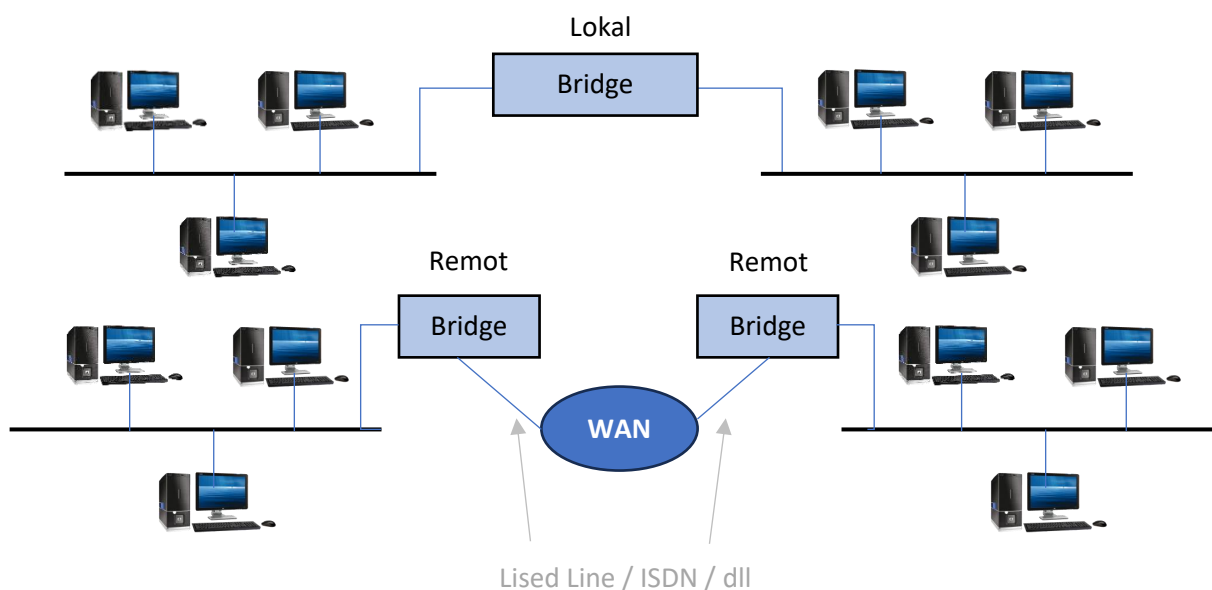 Lokal
Bridge
Remot
Remot
Bridge
Bridge
WAN
Lised Line / ISDN / dll